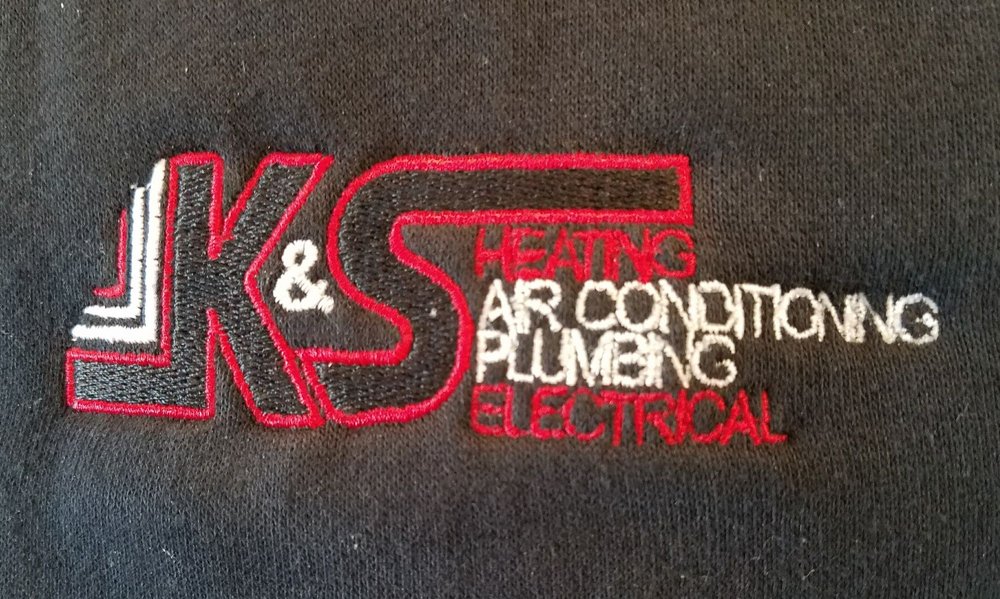 K&S
HEATING
AIR CONDITIONING
PLUMBING
ELECTRICAL